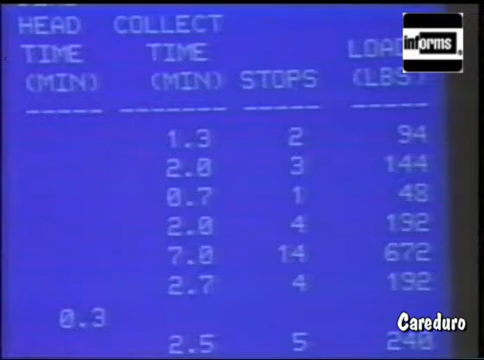 HEAD COLLECT
TIME TIME LOAD
(MIN) (MIN) STOPS (LBS)
1.3 2 94
2.0 3 144
0.7 1 48
2.0 4 192
7.0 14 672
2.7 4 192
0.3
2.5 5 240
informs
Careduro